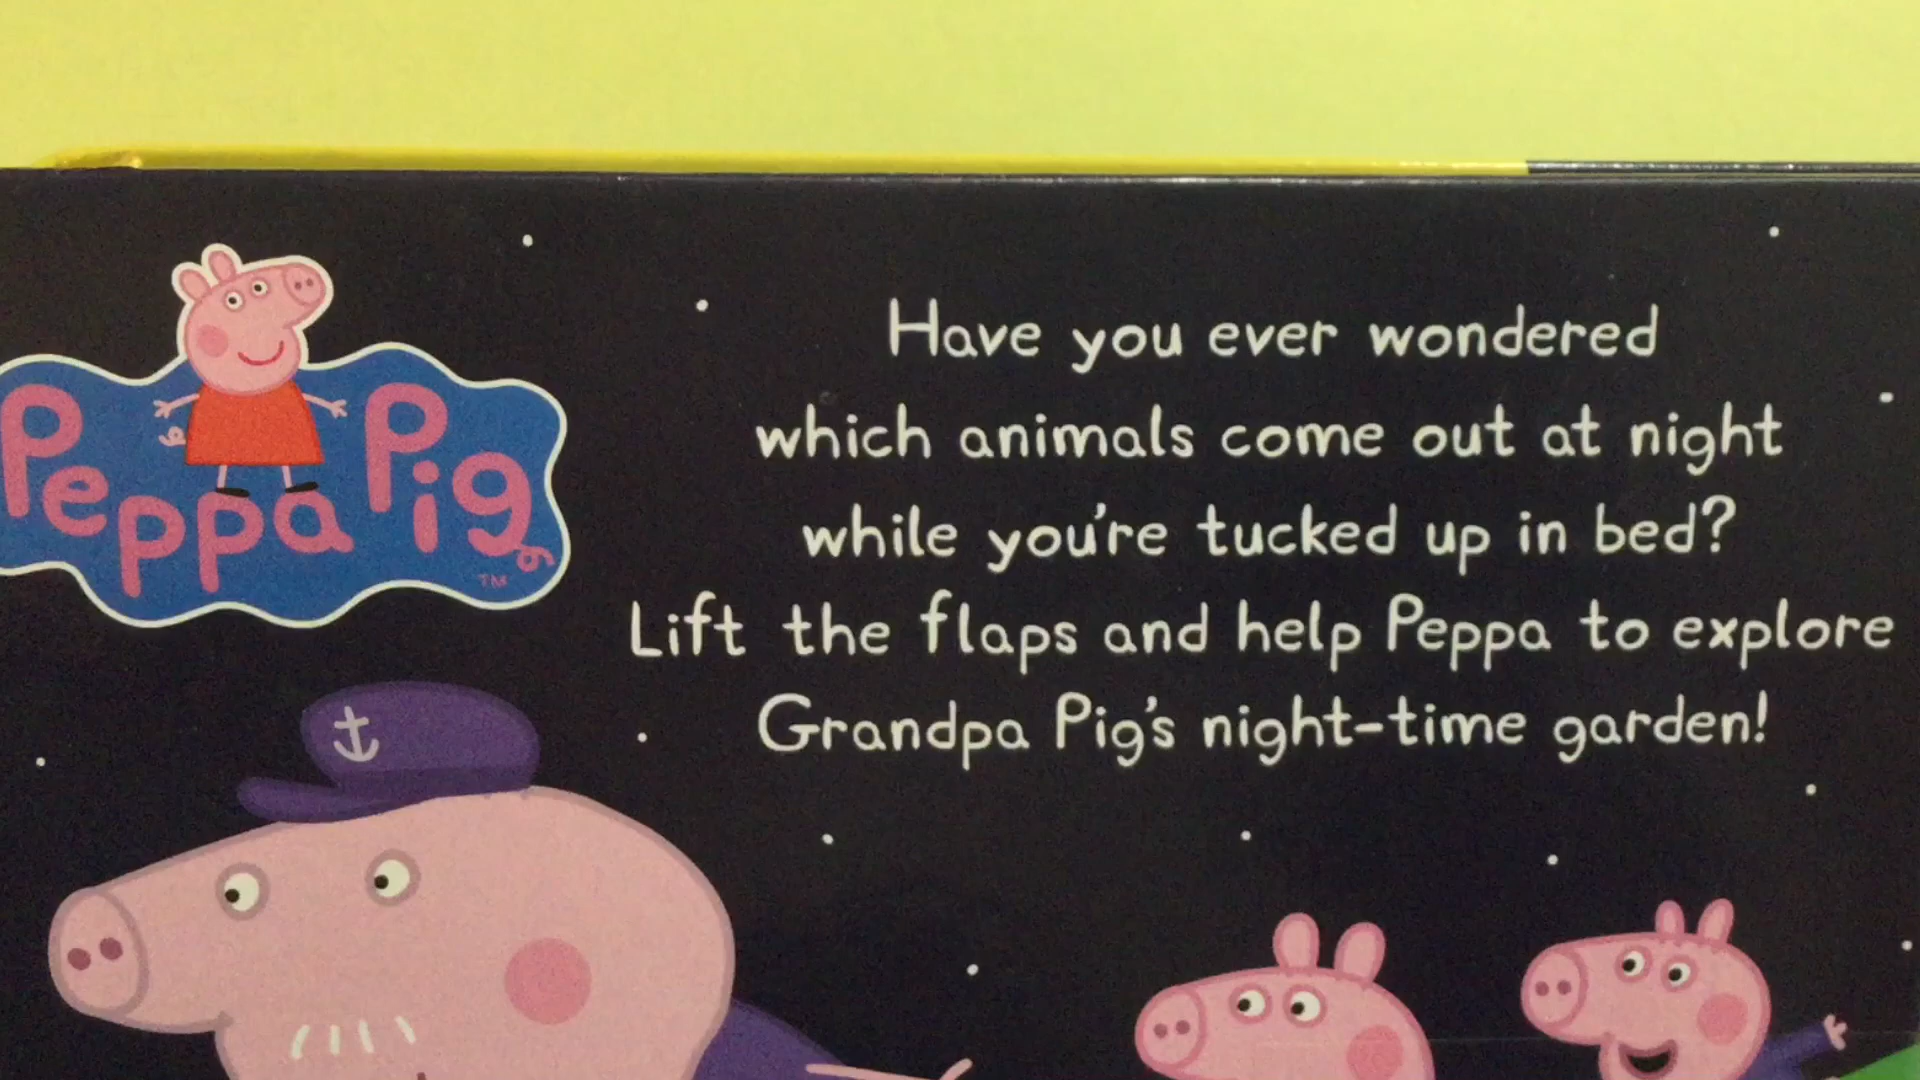 Peppa Pig
TM
Have you ever wondered
which animals come out at night
while you're tucked up in bed?
Lift the flaps and help Peppa to explore
Grandpa Pig's night-time garden!